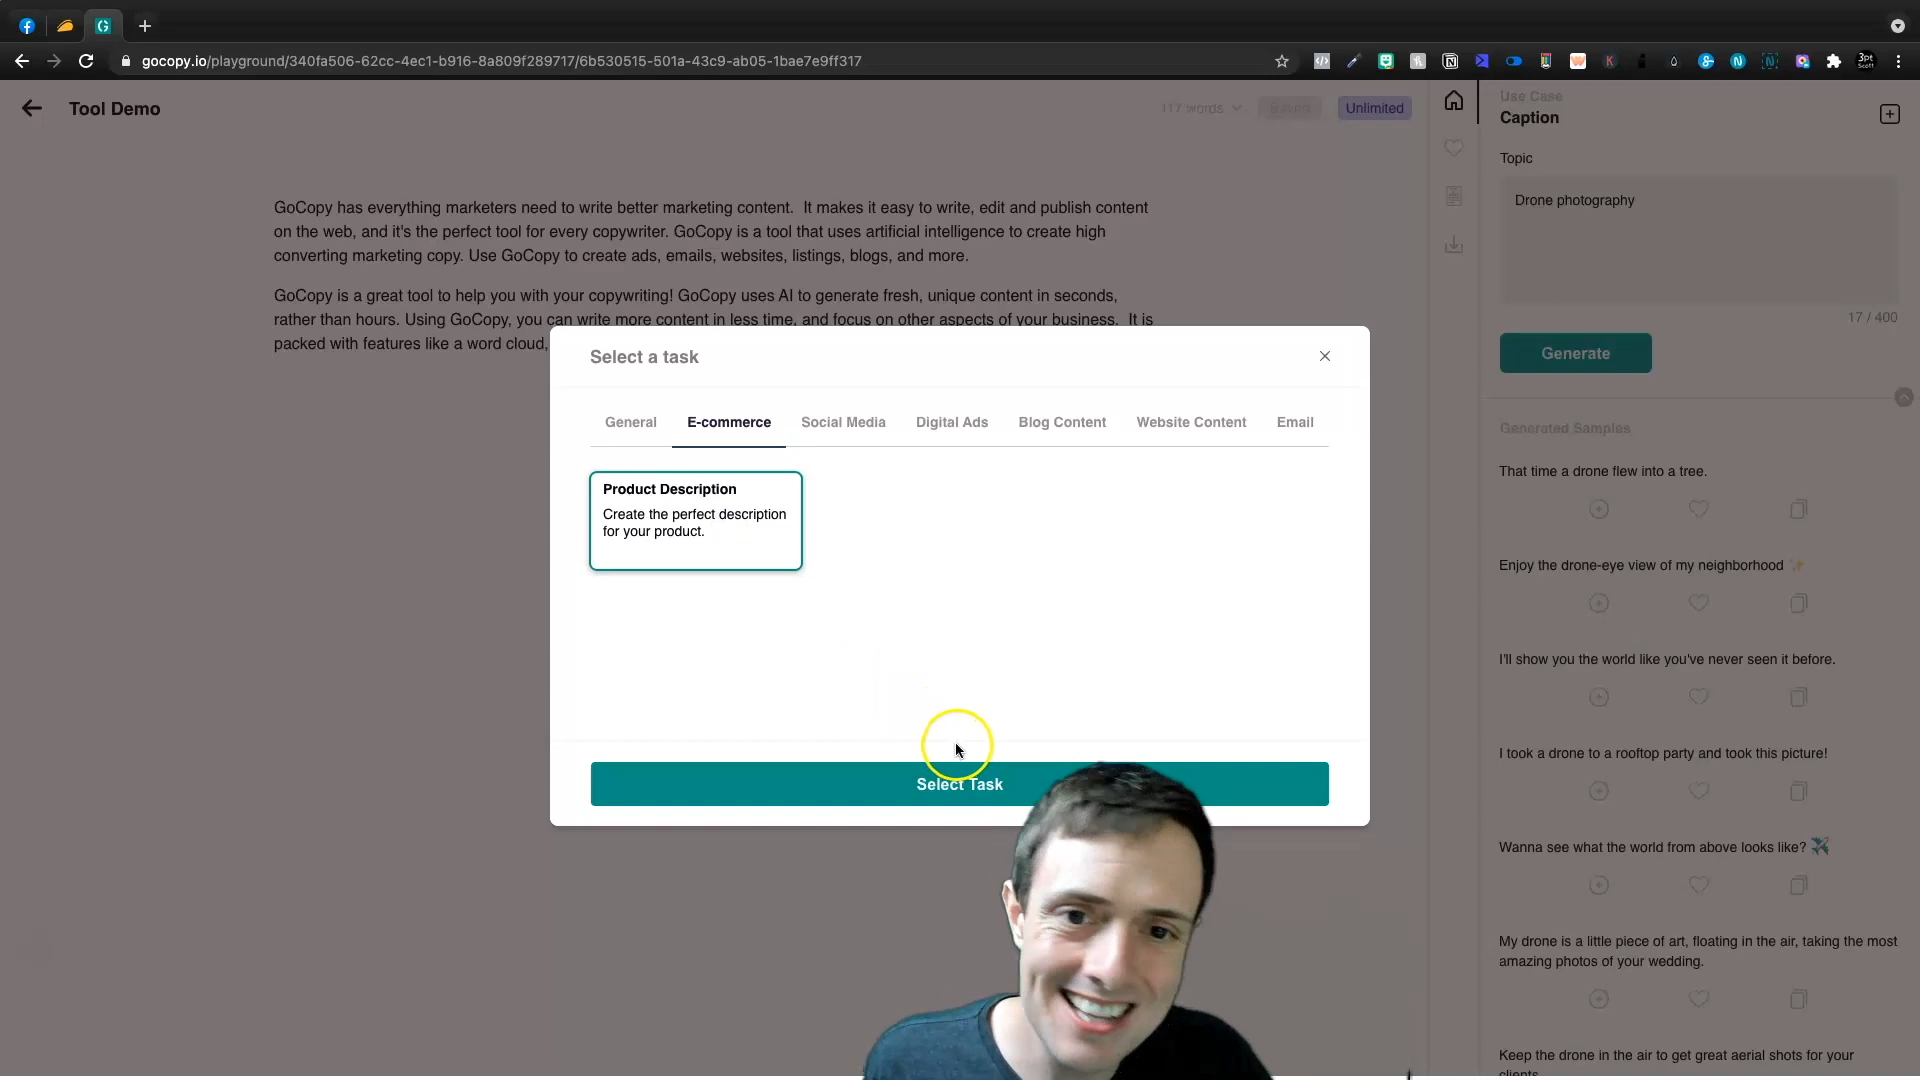 gocopy.io/playground/340fa506-62cc-4ec1-b916-8a809f289717/6b530515-501a-43c9-ab05-1bae7e9ff317
Tool Demo
117 words
Saved
Unlimited
GoCopy has everything marketers need to write better marketing content.  It makes it easy to write, edit and publish content
on the web, and it's the perfect tool for every copywriter. GoCopy is a tool that uses artificial intelligence to create high
converting marketing copy. Use GoCopy to create ads, emails, websites, listings, blogs, and more.
GoCopy is a great tool to help you with your copywriting! GoCopy uses AI to generate fresh, unique content in seconds,
rather than hours. Using GoCopy, you can write more content in less time, and focus on other aspects of your business.  It is
packed with features like a word cloud,
Select a task
General
E-commerce
Social Media
Digital Ads
Blog Content
Website Content
Email
Product Description
Create the perfect description
for your product.
Select Task
Use Case
Caption
Topic
Drone photography
17 / 400
Generate
Generated Samples
That time a drone flew into a tree.
Enjoy the drone-eye view of my neighborhood ✨
I'll show you the world like you've never seen it before.
I took a drone to a rooftop party and took this picture!
Wanna see what the world from above looks like? ✈️
My drone is a little piece of art, floating in the air, taking the most
amazing photos of your wedding.
Keep the drone in the air to get great aerial shots for your
clients